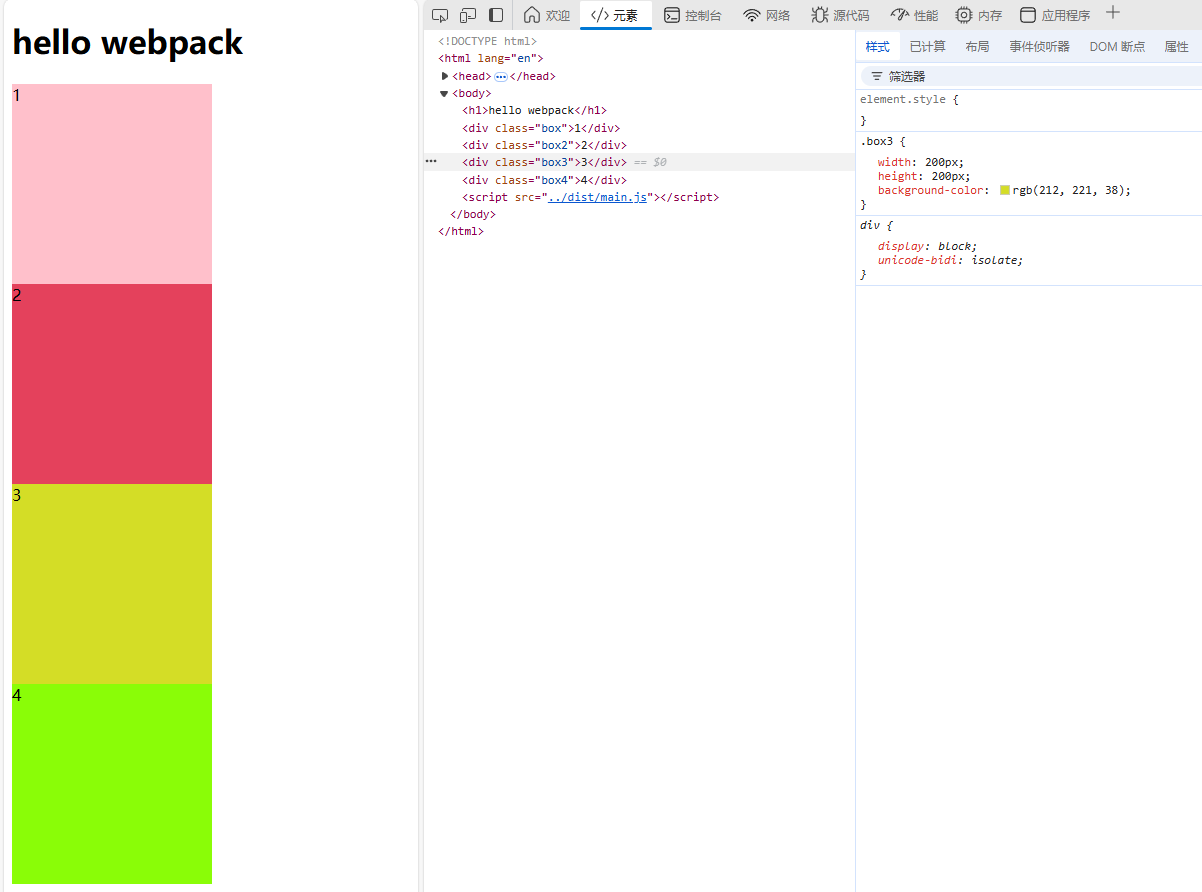 hello webpack
1
2
3
4
欢迎 元素 控制台 网络 源代码 性能 内存 应用程序
<!DOCTYPE html>
<html lang="en">
<head>…</head>
<body>
<h1>hello webpack</h1>
<div class="box">1</div>
<div class="box2">2</div>
<div class="box3">3</div> == $0
<div class="box4">4</div>
<script src="../dist/main.js"></script>
</body>
</html>
样式 已计算 布局 事件侦听器 DOM 断点 属性
筛选器
element.style {
}
.box3 {
width: 200px;
height: 200px;
background-color: rgb(212, 221, 38);
}
div {
display: block;
unicode-bidi: isolate;
}